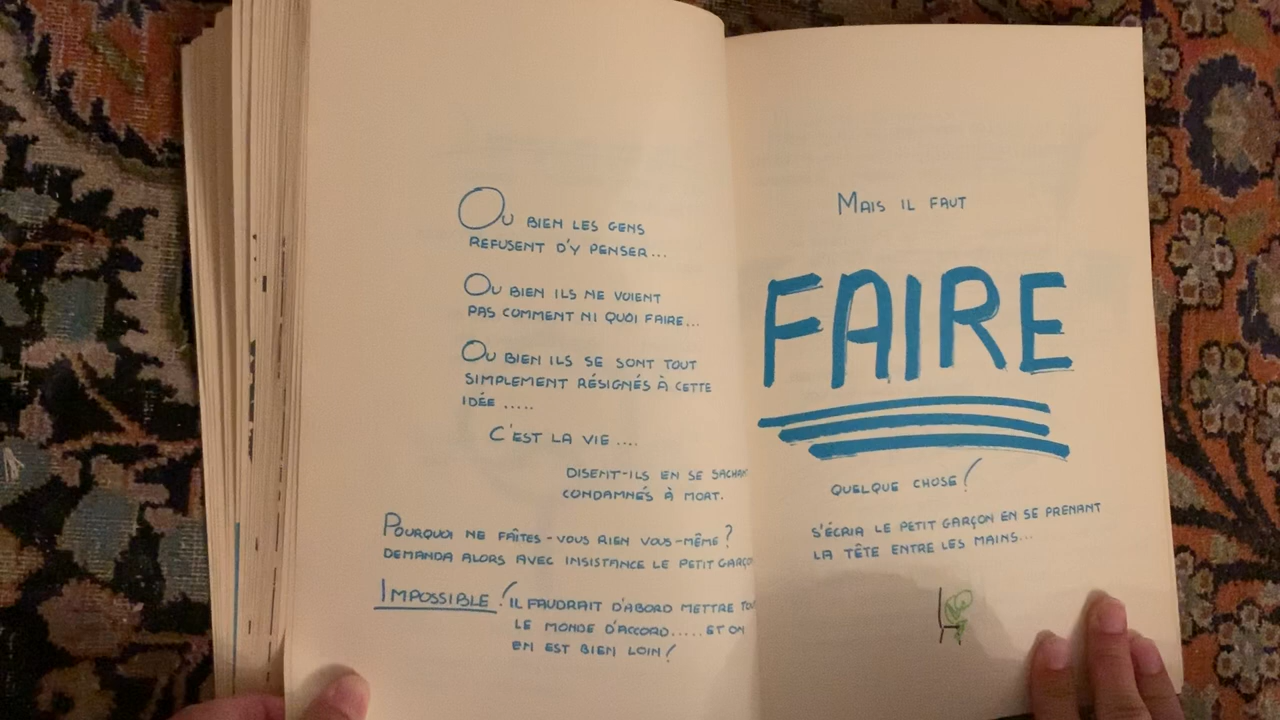 OU BIEN LES GENS
REFUSENT D'Y PENSER...
OU BIEN ILS NE VOIENT
PAS COMMENT NI QUOI FAIRE...
OU BIEN ILS SE SONT TOUT
SIMPLEMENT RÉSIGNÉS À CETTE
IDÉE .....
C'EST LA VIE ....
DISENT-ILS EN SE SACHAN
CONDAMNÉS À MORT.
POURQUOI NE FAÎTES-VOUS RIEN VOUS-MÊME ?
DEMANDA ALORS AVEC INSISTANCE LE PETIT GARÇO
IMPOSSIBLE ! IL FAUDRAIT D'ABORD METTRE TOU
LE MONDE D'ACCORD..... ET ON
EN EST BIEN LOIN !
MAIS IL FAUT
FAIRE
QUELQUE CHOSE !
S'ÉCRIA LE PETIT GARÇON EN SE PRENANT
LA TÊTE ENTRE LES MAINS...